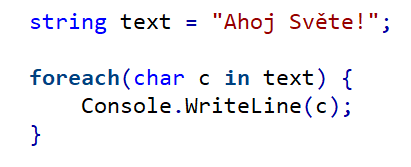 string text = "Ahoj Světe!";
foreach(char c in text) {
    Console.WriteLine(c);
}